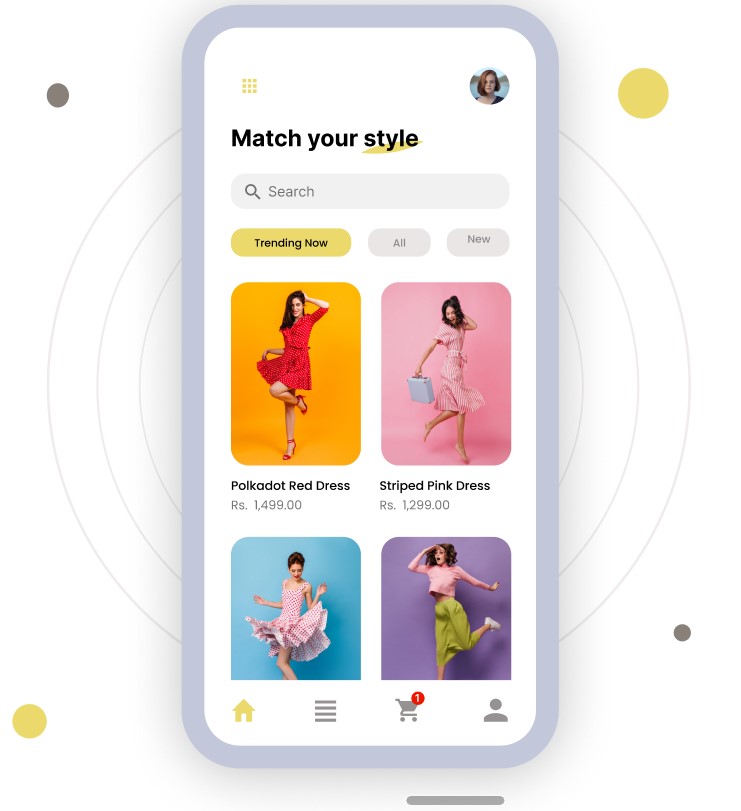 Match your style
Search
Trending Now
All
New
Polkadot Red Dress
Striped Pink Dress
Rs. 1,499.00
Rs. 1,299.00
1